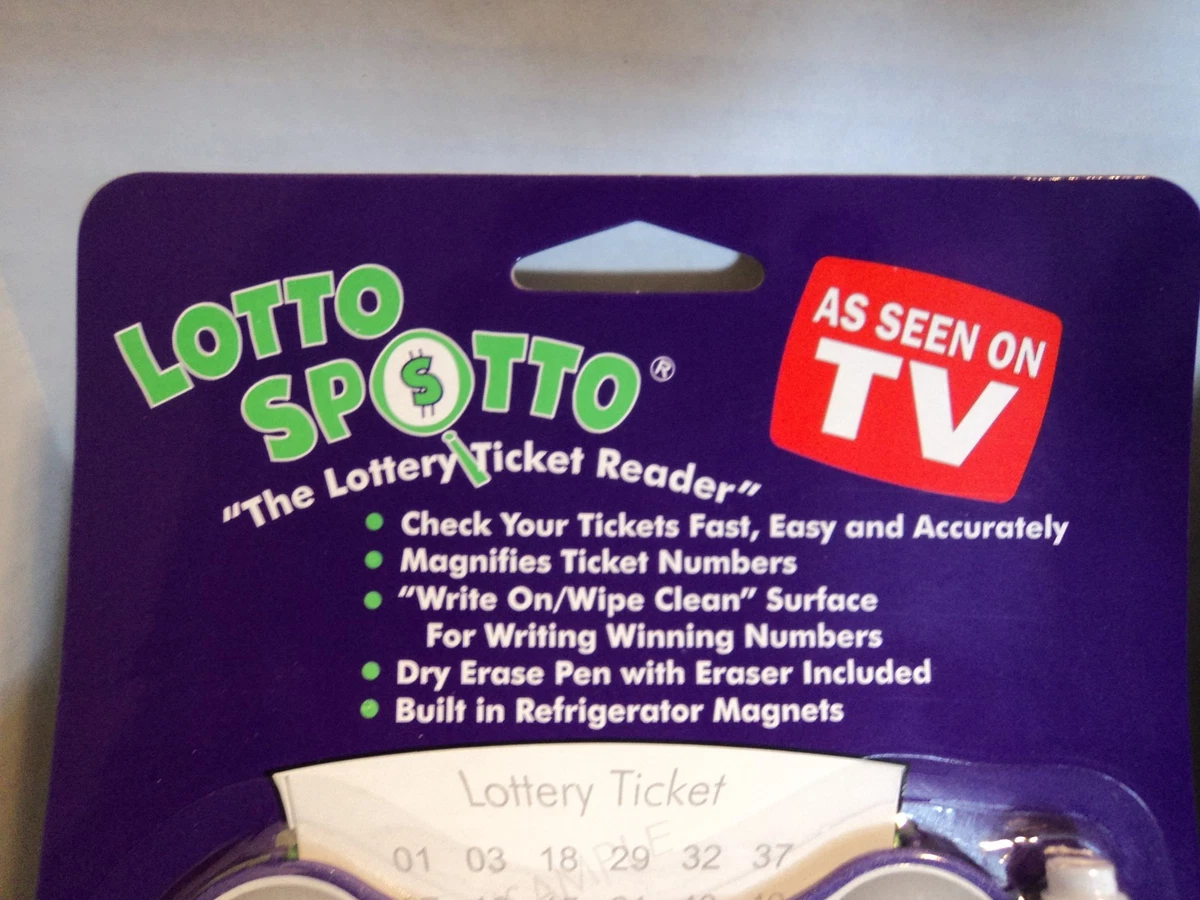 LOTTO
SPOTTO®
AS SEEN ON
TV
“The Lottery Ticket Reader”
Check Your Tickets Fast, Easy and Accurately
Magnifies Ticket Numbers
“Write On/Wipe Clean” Surface
For Writing Winning Numbers
Dry Erase Pen with Eraser Included
Built in Refrigerator Magnets
Lottery Ticket
01 03 18 29 32 37
SAMPLE